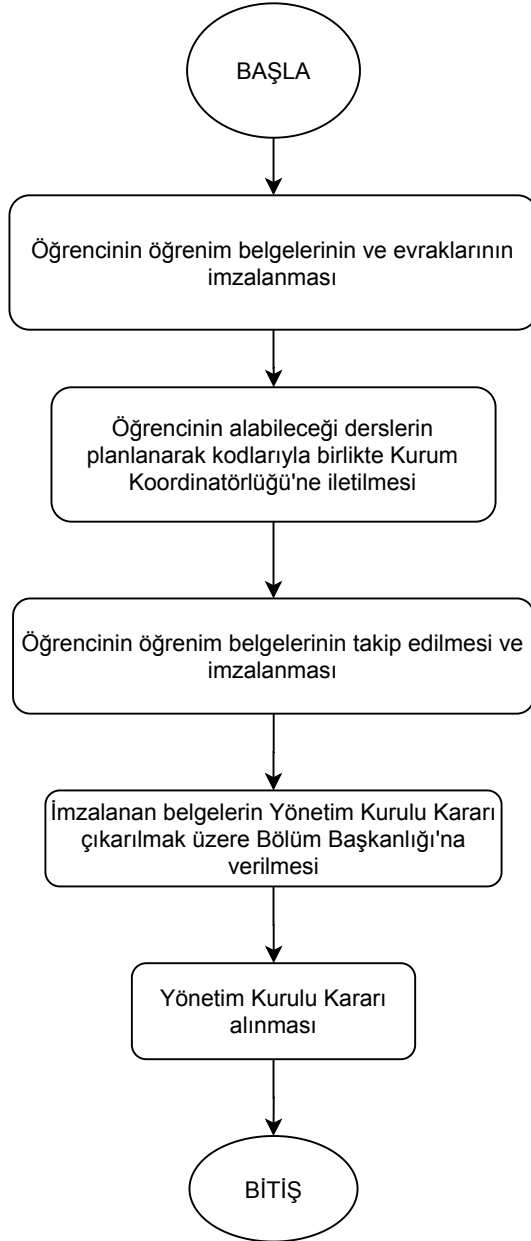 BAŞLA
Öğrencinin öğrenim belgelerinin ve evraklarının
imzalanması
Öğrencinin alabileceği derslerin
planlanarak kodlarıyla birlikte Kurum
Koordinatörlüğü'ne iletilmesi
Öğrencinin öğrenim belgelerinin takip edilmesi ve
imzalanması
İmzalanan belgelerin Yönetim Kurulu Kararı
çıkarılmak üzere Bölüm Başkanlığı'na
verilmesi
Yönetim Kurulu Kararı
alınması
BİTİŞ